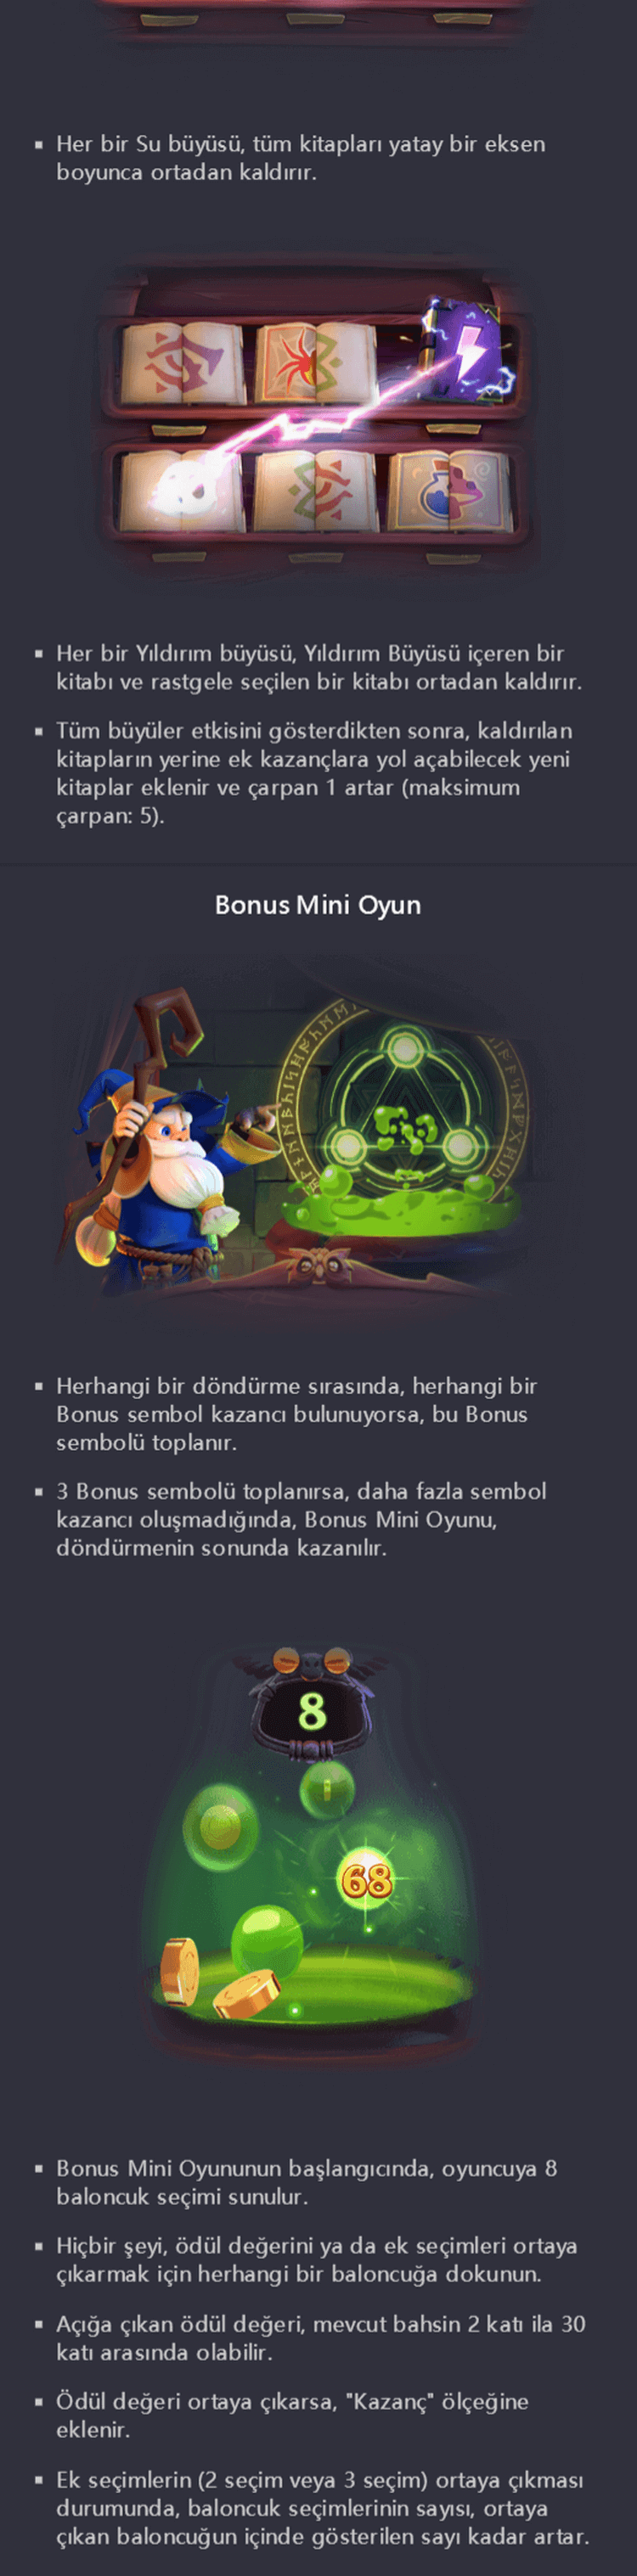 Her bir Su büyüsü, tüm kitapları yatay bir eksen
boyunca ortadan kaldırır.
Her bir Yıldırım büyüsü, Yıldırım Büyüsü içeren bir
kitabı ve rastgele seçilen bir kitabı ortadan kaldırır.
Tüm büyüler etkisini gösterdikten sonra, kaldırılan
kitapların yerine ek kazançlara yol açabilecek yeni
kitaplar eklenir ve çarpan 1 artar (maksimum
çarpan: 5).
Bonus Mini Oyun
Herhangi bir döndürme sırasında, herhangi bir
Bonus sembol kazancı bulunuyorsa, bu Bonus
sembolü toplanır.
3 Bonus sembolü toplanırsa, daha fazla sembol
kazancı oluşmadığında, Bonus Mini Oyunu,
döndürmenin sonunda kazanılır.
8
68
Bonus Mini Oyununun başlangıcında, oyuncuya 8
baloncuk seçimi sunulur.
Hiçbir şeyi, ödül değerini ya da ek seçimleri ortaya
çıkarmak için herhangi bir baloncuğa dokunun.
Açığa çıkan ödül değeri, mevcut bahsin 2 katı ila 30
katı arasında olabilir.
Ödül değeri ortaya çıkarsa, "Kazanç" ölçeğine
eklenir.
Ek seçimlerin (2 seçim veya 3 seçim) ortaya çıkması
durumunda, baloncuk seçimlerinin sayısı, ortaya
çıkan baloncuğun içinde gösterilen sayı kadar artar.